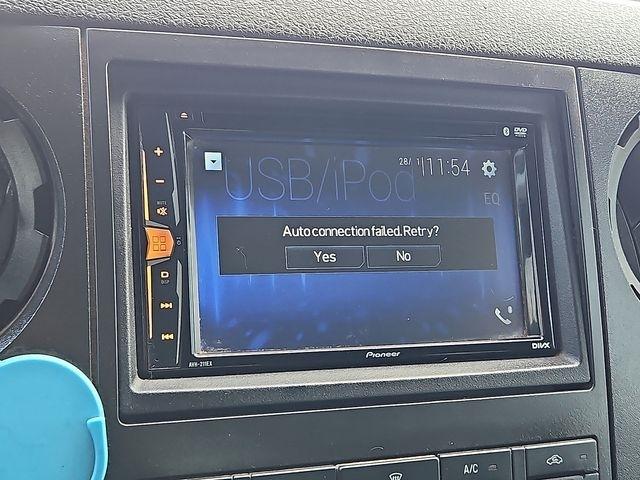 DVD
USB/iPod
28/ 1
11:54
MUTE
EQ
Auto connection failed. Retry?
Yes
No
DISP
Pioneer
DIVX
AVH-211EX
A/C